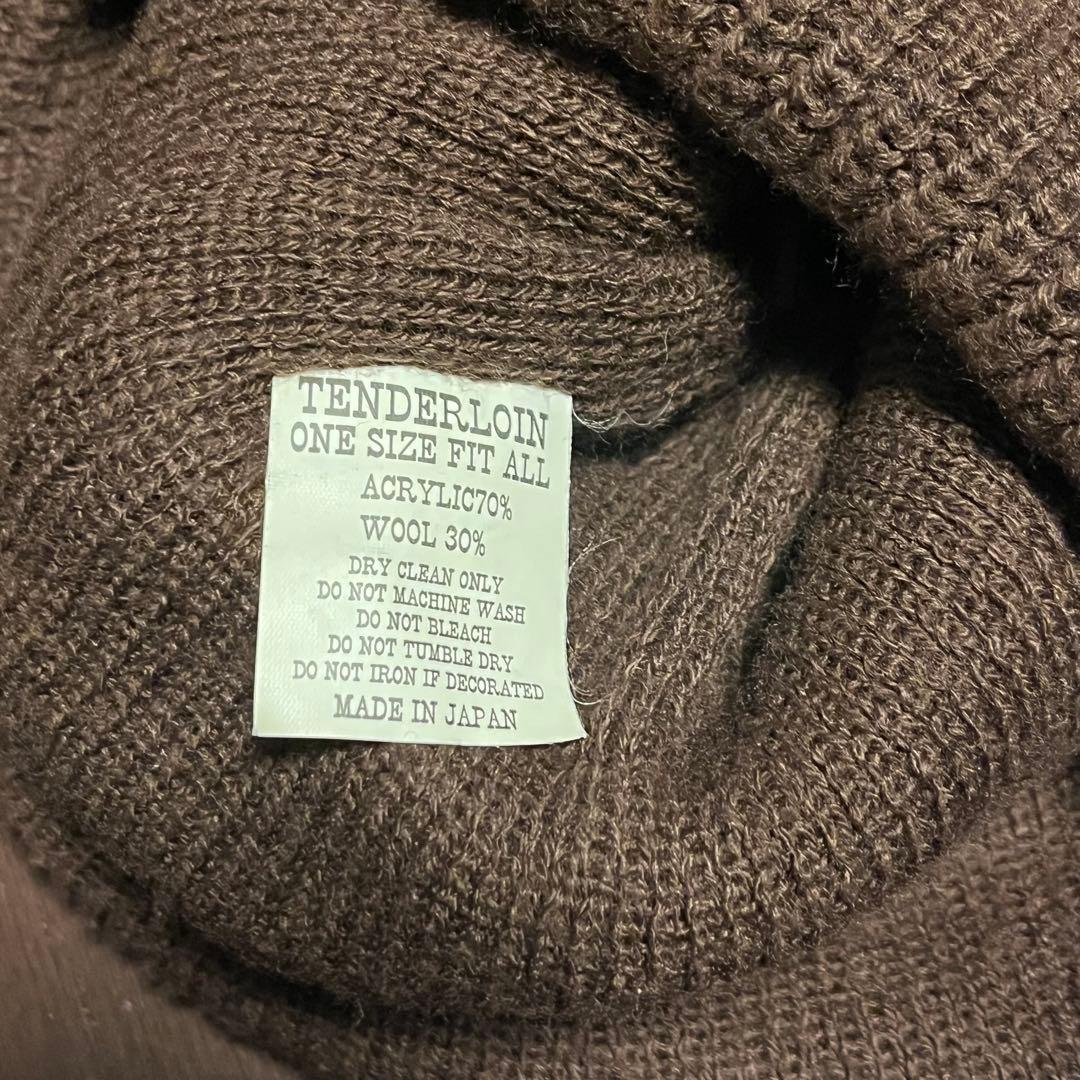 TENDERLOIN
ONE SIZE FIT ALL
ACRYLIC70%
WOOL 30%
DRY CLEAN ONLY
DO NOT MACHINE WASH
DO NOT BLEACH
DO NOT TUMBLE DRY
DO NOT IRON IF DECORATED
MADE IN JAPAN